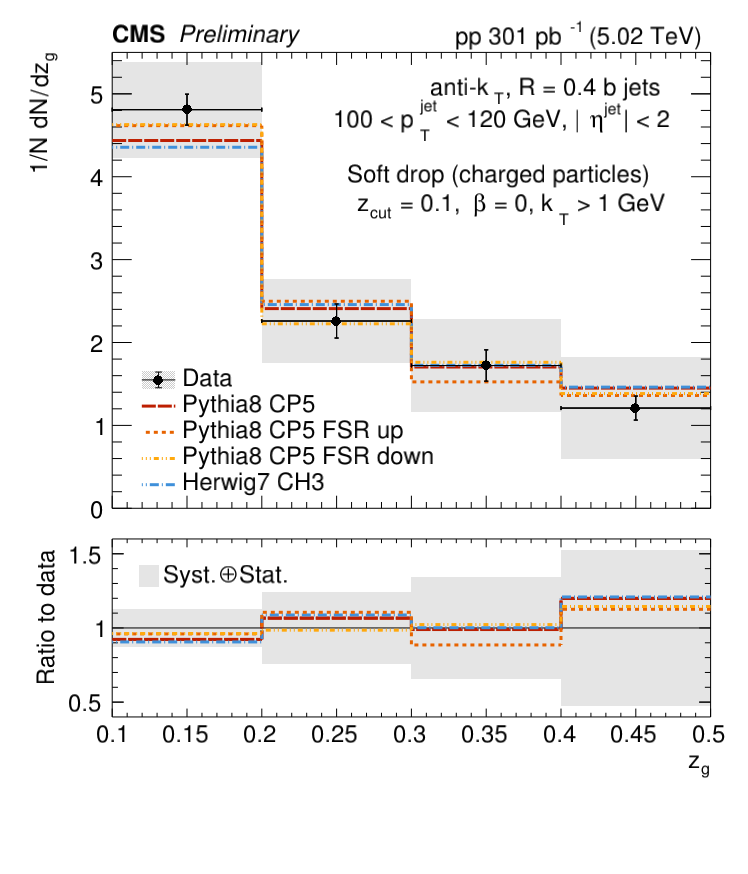 CMS Preliminary pp 301 pb -1 (5.02 TeV)
1/N dN/dzg
5
4
3
2
1
0
anti-k T, R = 0.4 b jets
100 < p T jet < 120 GeV, | ηjet| < 2
Soft drop (charged particles)
zcut = 0.1, β = 0, k T > 1 GeV
Data
Pythia8 CP5
Pythia8 CP5 FSR up
Pythia8 CP5 FSR down
Herwig7 CH3
Ratio to data
1.5
1
0.5
Syst.⊕Stat.
0.1 0.15 0.2 0.25 0.3 0.35 0.4 0.45 0.5
zg